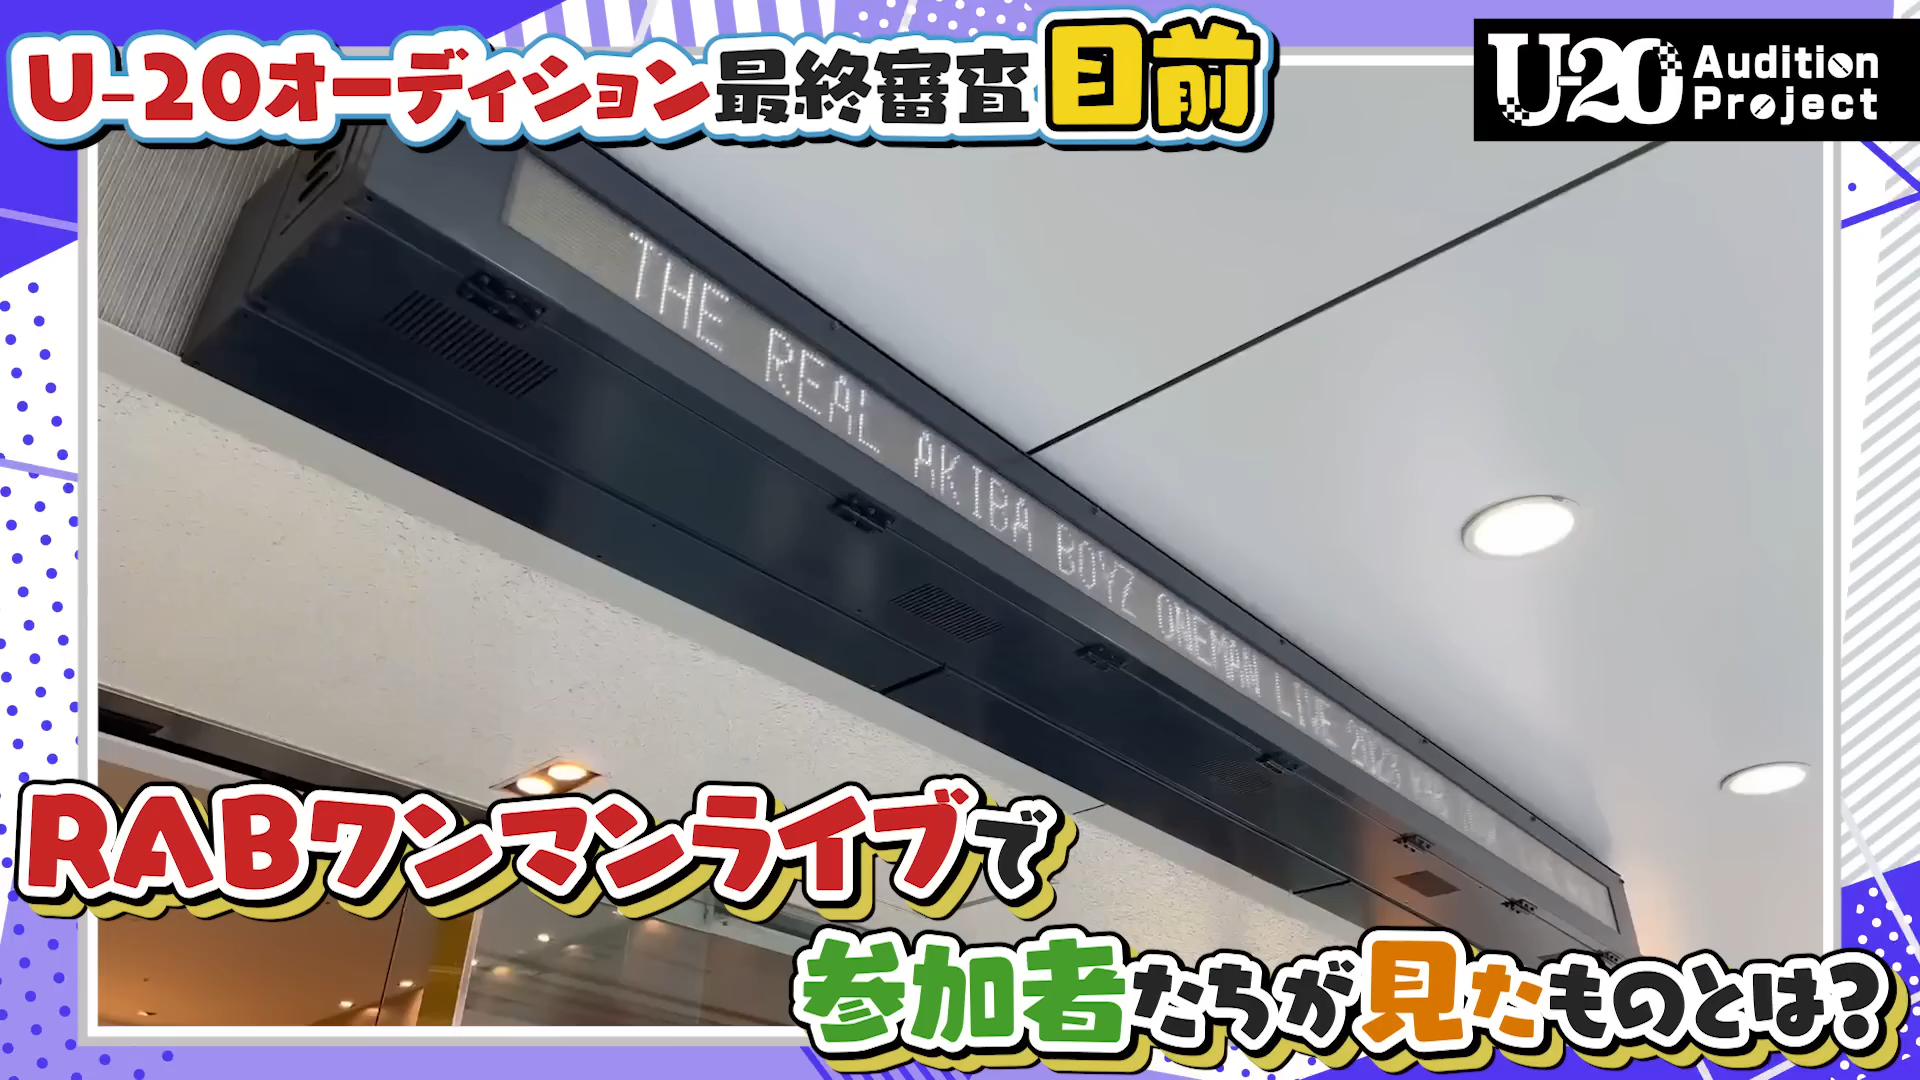 U-20オーディション最終審査目前
U-20 Audition
Project
THE REAL AKIBA BOYZ ONEMAN LIVE
RABワンマンライブで
参加者たちが見たものとは?